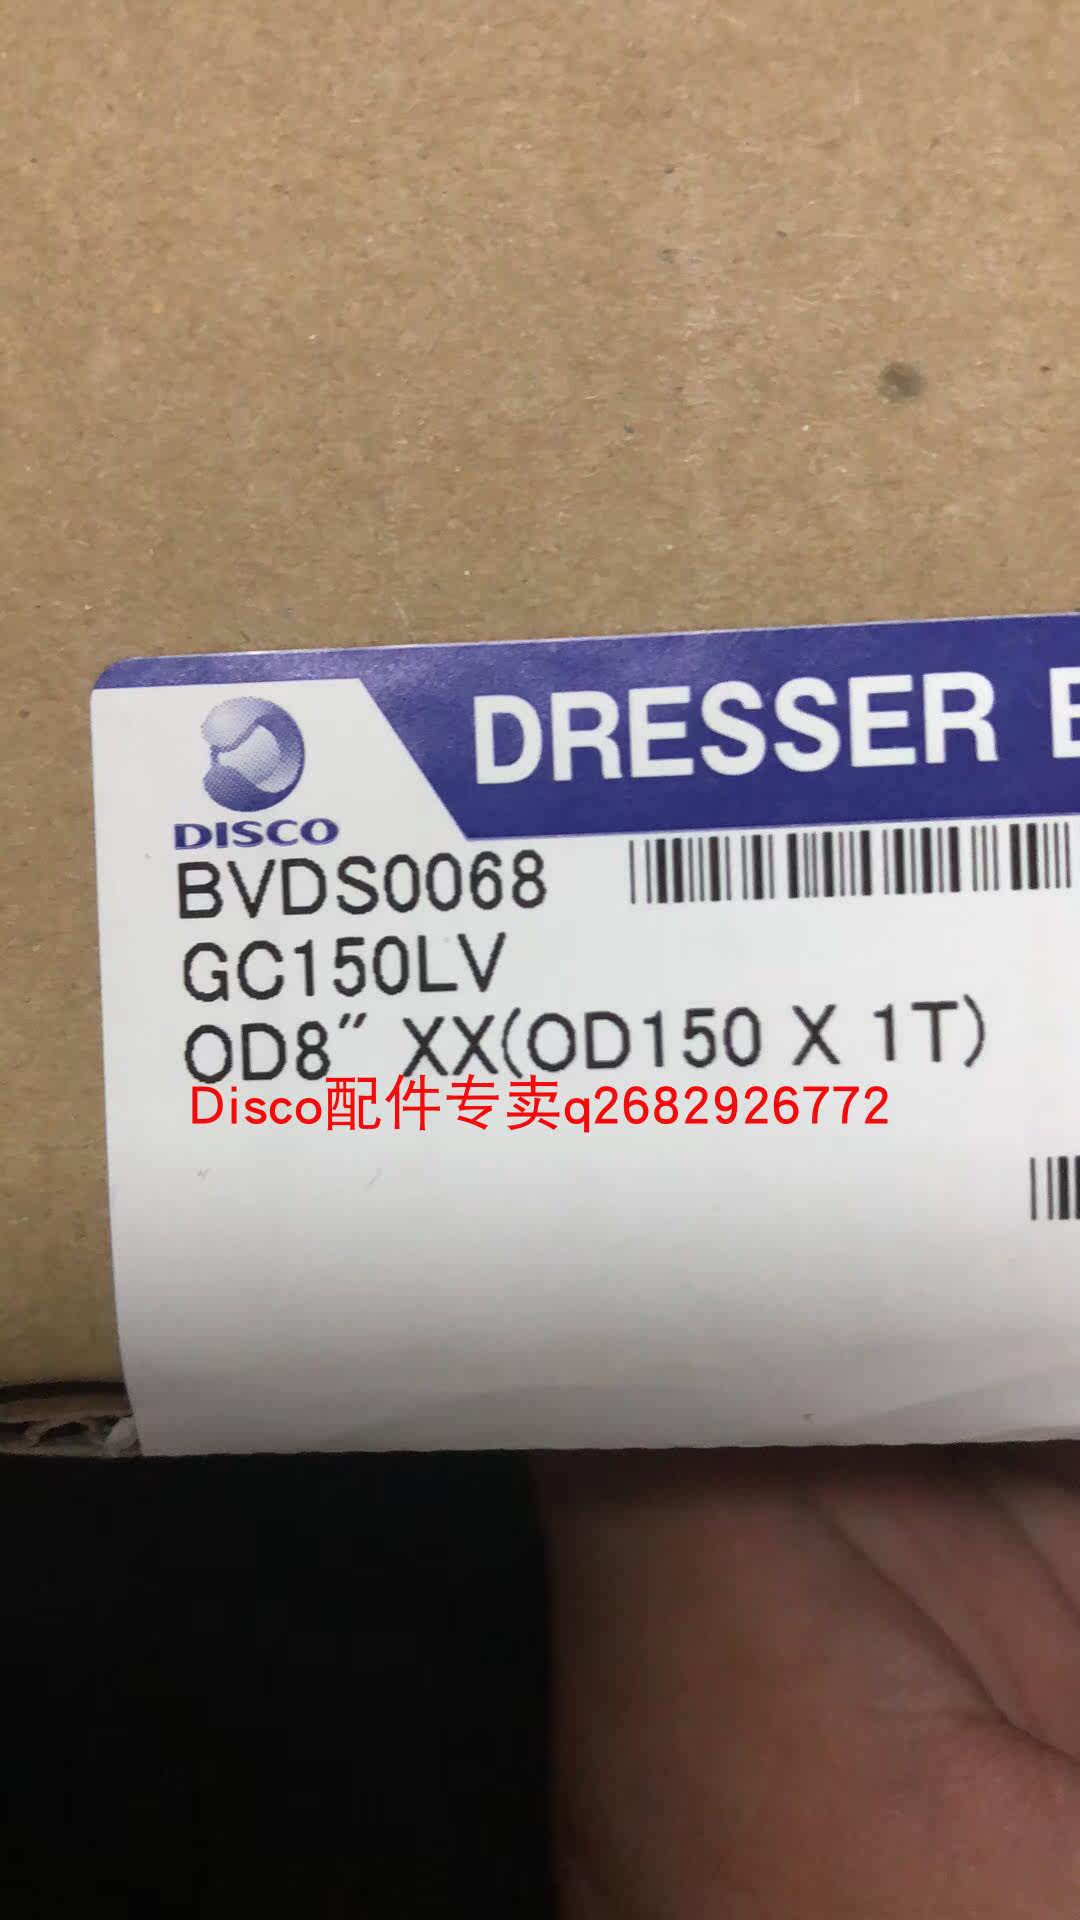 DRESSER
DISCO
BVDS0068
GC150LV
OD8" XX(OD150 X 1T)
Disco配件专卖q2682926772